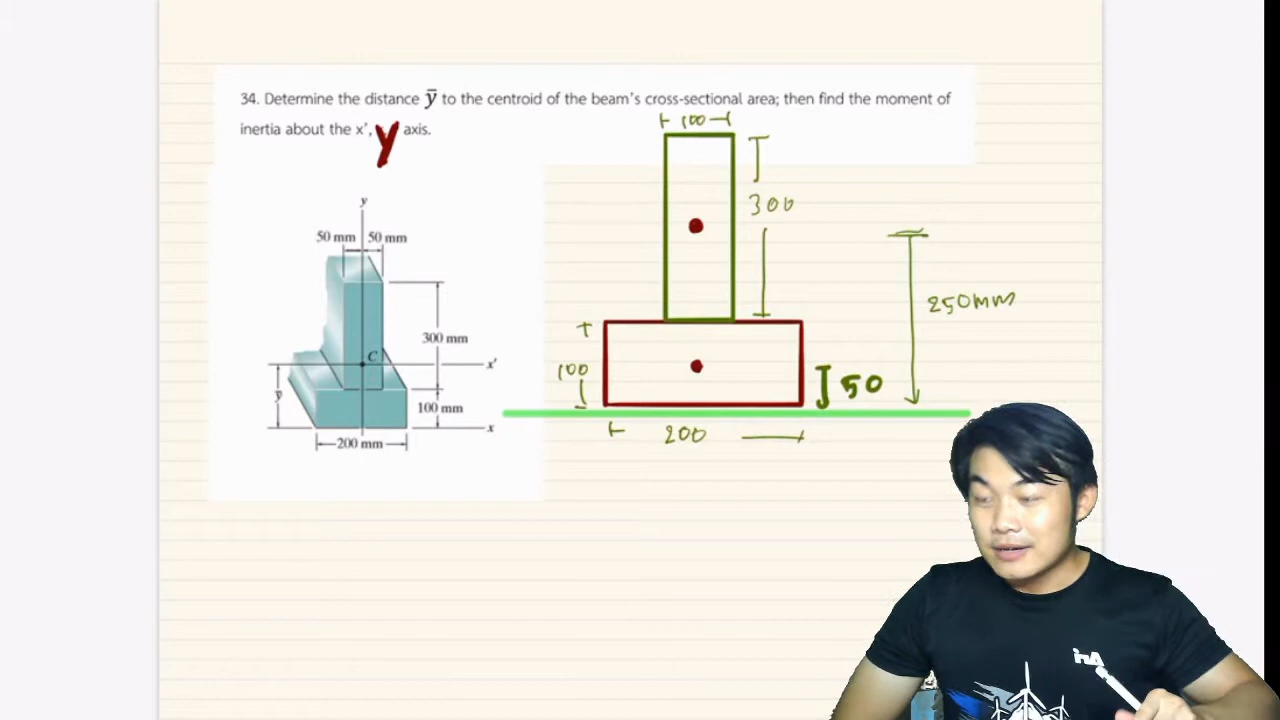 34. Determine the distance ȳ to the centroid of the beam's cross-sectional area; then find the moment of
inertia about the x', y axis.
100
y
50 mm 50 mm
300
250mm
300 mm
C
x'
100
50
y
100 mm
x
200 mm
200